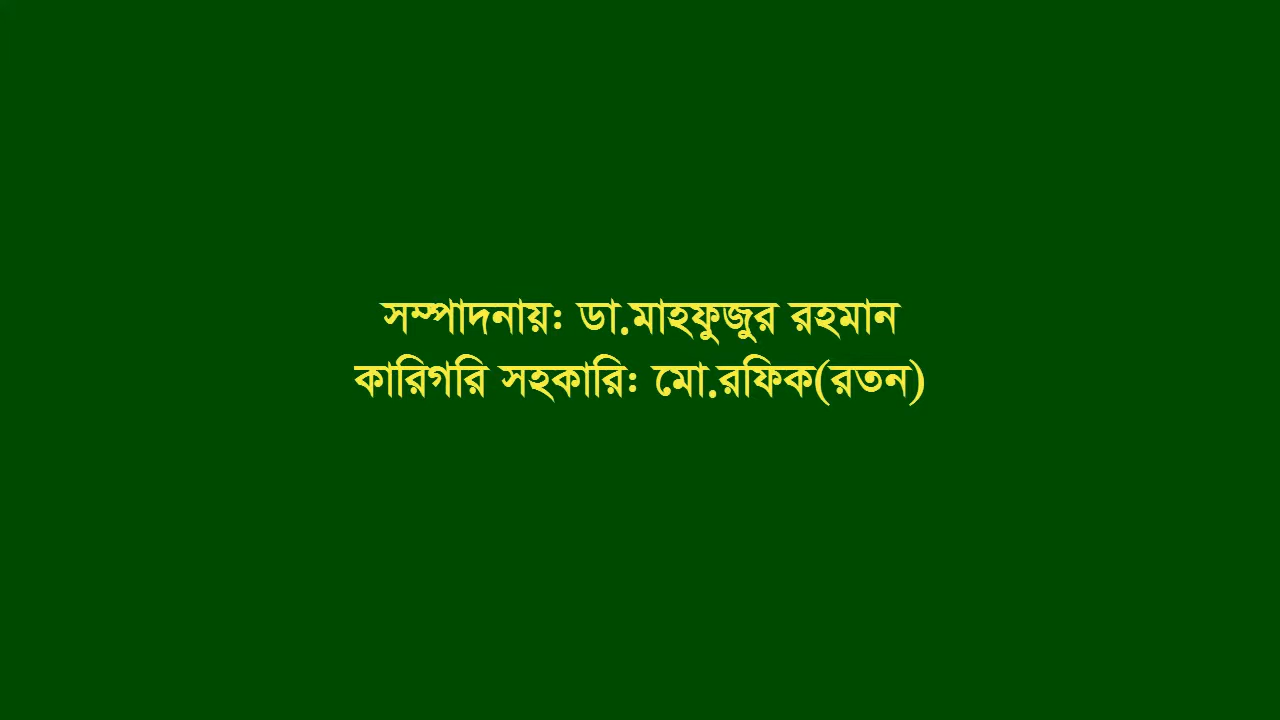 সম্পাদনায়ঃ ডা.মাহফুজুর রহমান
কারিগরি সহকারিঃ মো.রফিক(রতন)